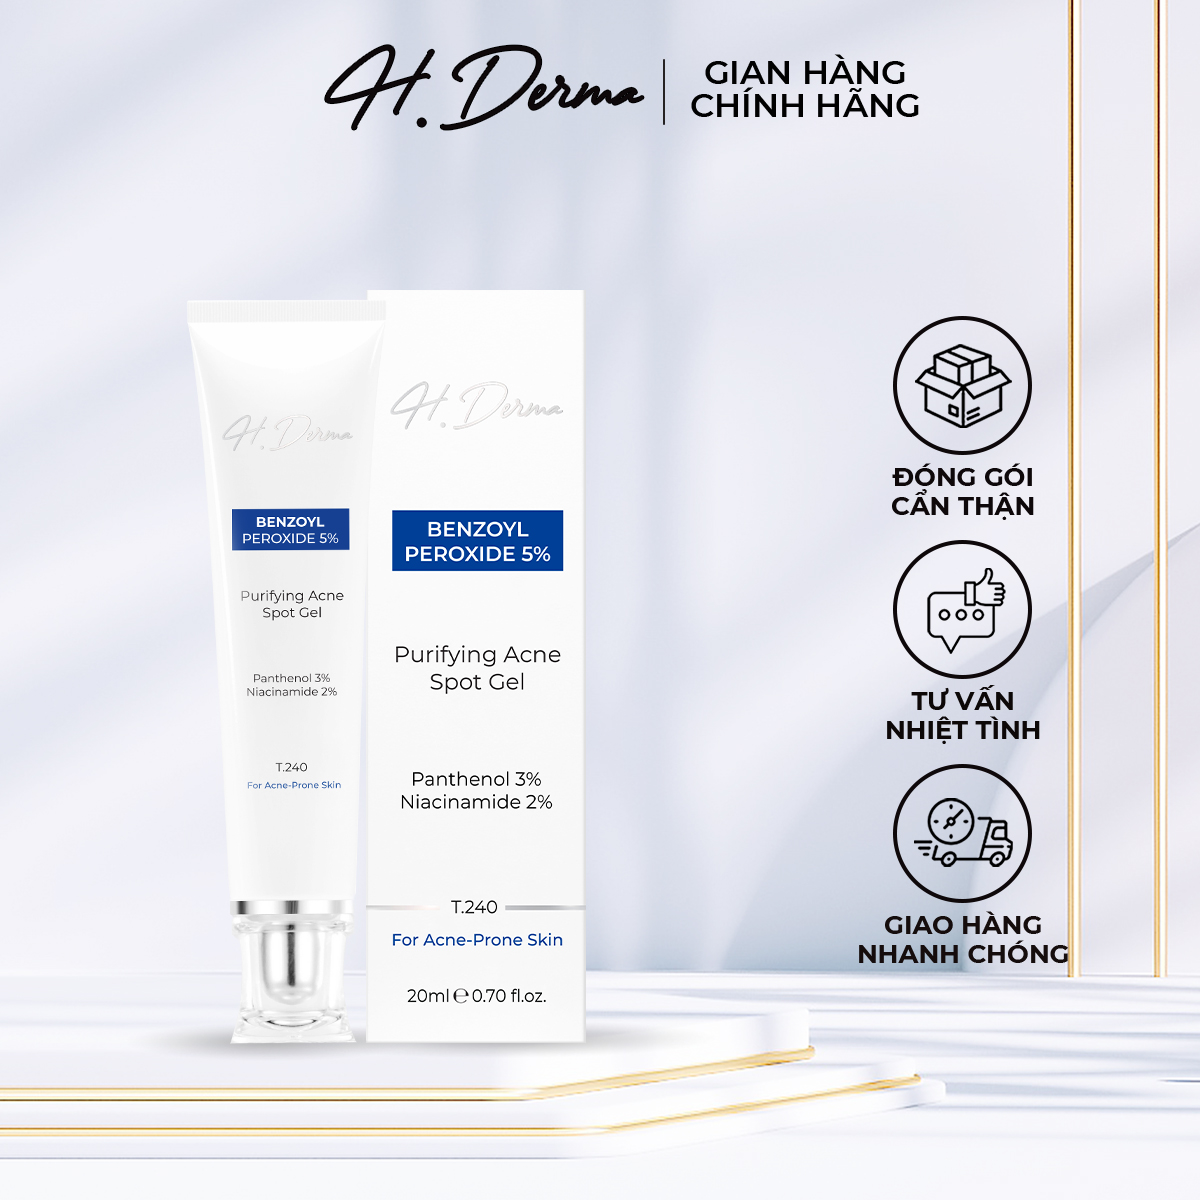 H. Derma
GIAN HÀNG
CHÍNH HÃNG
H. Derma
BENZOYL
PEROXIDE 5%
Purifying Acne
Spot Gel
Panthenol 3%
Niacinamide 2%
T.240
For Acne-Prone Skin
H. Derma
BENZOYL
PEROXIDE 5%
Purifying Acne
Spot Gel
Panthenol 3%
Niacinamide 2%
T.240
For Acne-Prone Skin
20ml ℮ 0.70 fl.oz.
ĐÓNG GÓI
CẨN THẬN
TƯ VẤN
NHIỆT TÌNH
GIAO HÀNG
NHANH CHÓNG